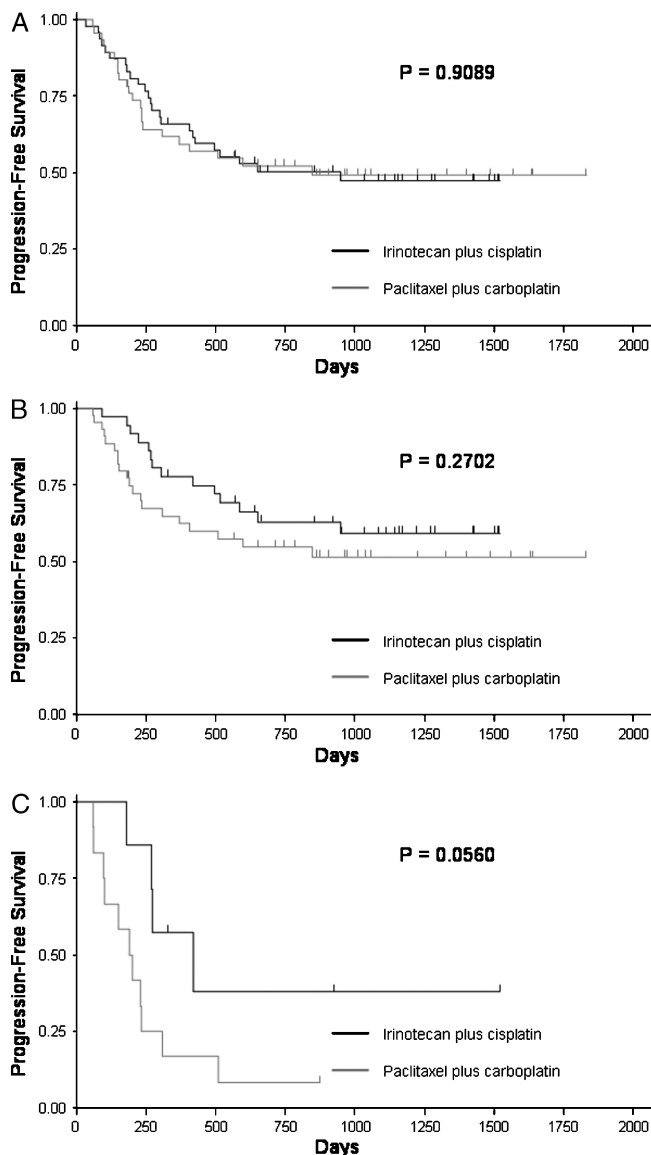 A
1.00
0.75
0.50
0.25
0.00
Progression-Free Survival
P = 0.9089
Irinotecan plus cisplatin
Paclitaxel plus carboplatin
0 250 500 750 1000 1250 1500 1750 2000
Days
B
1.00
0.75
0.50
0.25
0.00
Progression-Free Survival
P = 0.2702
Irinotecan plus cisplatin
Paclitaxel plus carboplatin
0 250 500 750 1000 1250 1500 1750 2000
Days
C
1.00
0.75
0.50
0.25
0.00
Progression-Free Survival
P = 0.0560
Irinotecan plus cisplatin
Paclitaxel plus carboplatin
0 250 500 750 1000 1250 1500 1750 2000
Days